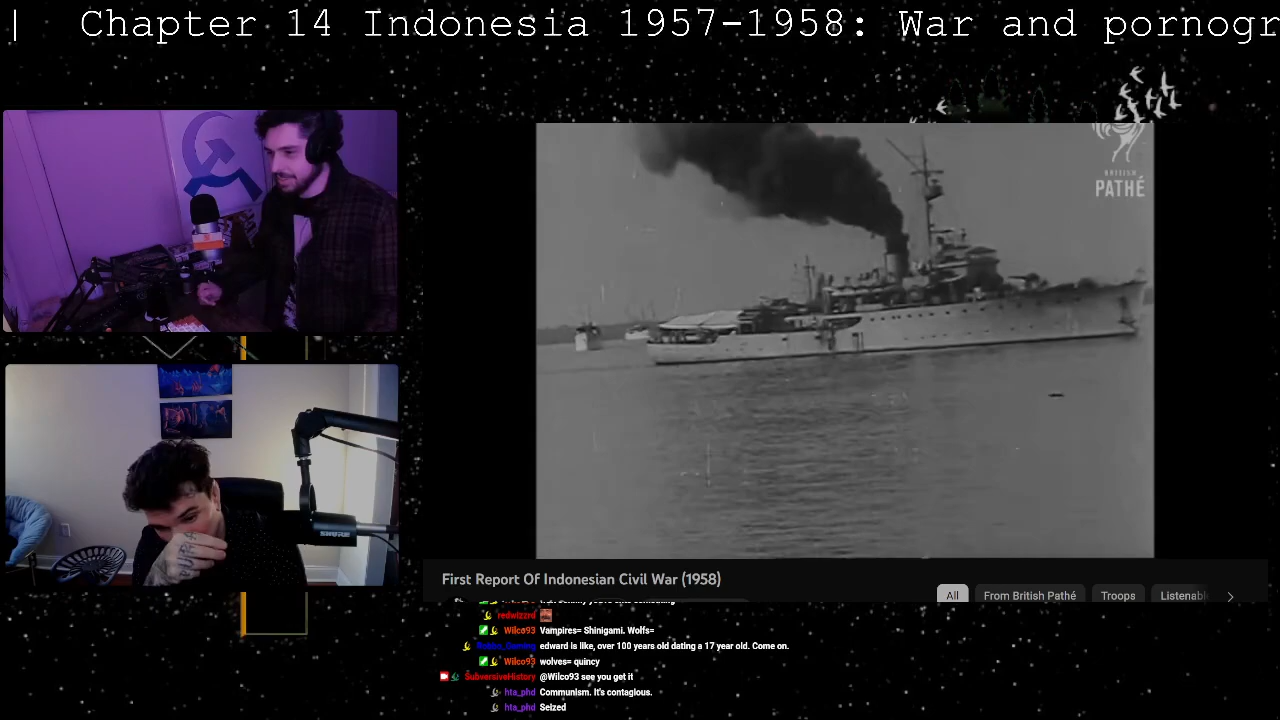 | Chapter 14 Indonesia 1957-1958: War and pornogr
BRITISH
PATHÉ
SHURE
First Report Of Indonesian Civil War (1958)
All From British Pathé Troops Listenabl
redwizzrd
Wilco93 Vampires= Shinigami. Wolfs=
edward is like, over 100 years old dating a 17 year old. Come on.
Wilco93 wolves= quincy
SubversiveHistory @Wilco93 see you get it
hta_phd Communism. It's contagious.
hta_phd Seized